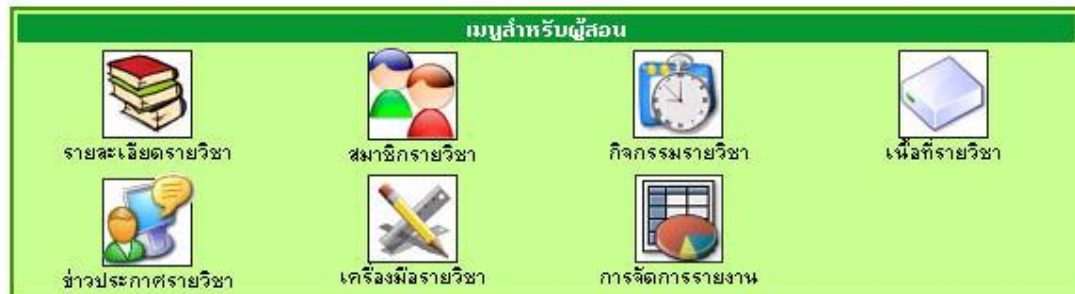 เมนูสำหรับผู้สอน
รายละเอียดรายวิชา
สมาชิกรายวิชา
กิจกรรมรายวิชา
เนื้อที่รายวิชา
ข่าวประกาศรายวิชา
เครื่องมือรายวิชา
การจัดการรายงาน